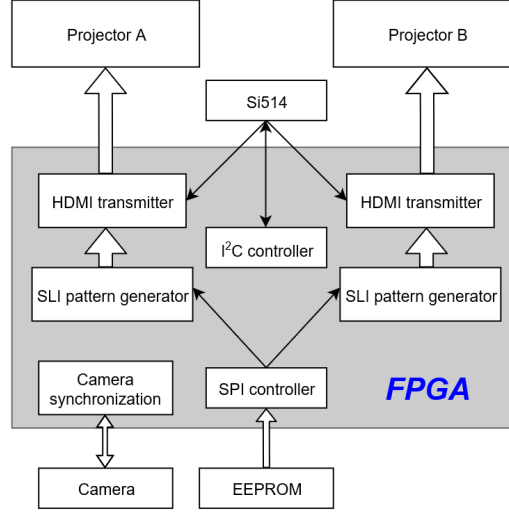 Projector A
Projector B
Si514
HDMI transmitter
HDMI transmitter
I²C controller
SLI pattern generator
SLI pattern generator
Camera
synchronization
SPI controller
FPGA
Camera
EEPROM